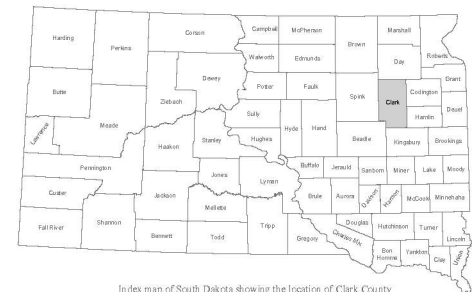 Harding
Perkins
Corson
Campbell
McPherson
Brown
Marshall
Roberts
Walworth
Edmunds
Day
Butte
Dewey
Ziebach
Potter
Faulk
Spink
Clark
Codington
Grant
Deuel
Hamlin
Lawrence
Meade
Sully
Hyde
Hand
Haakon
Stanley
Hughes
Beadle
Kingsbury
Brookings
Pennington
Jones
Lyman
Buffalo
Jerauld
Sanborn
Miner
Lake
Moody
Custer
Jackson
Mellette
Brule
Aurora
Davison
Hanson
McCook
Minnehaha
Fall River
Shannon
Bennett
Todd
Tripp
Gregory
Charles Mix
Douglas
Hutchinson
Turner
Lincoln
Bon
Homme
Yankton
Clay
Union
Index map of South Dakota showing the location of Clark County